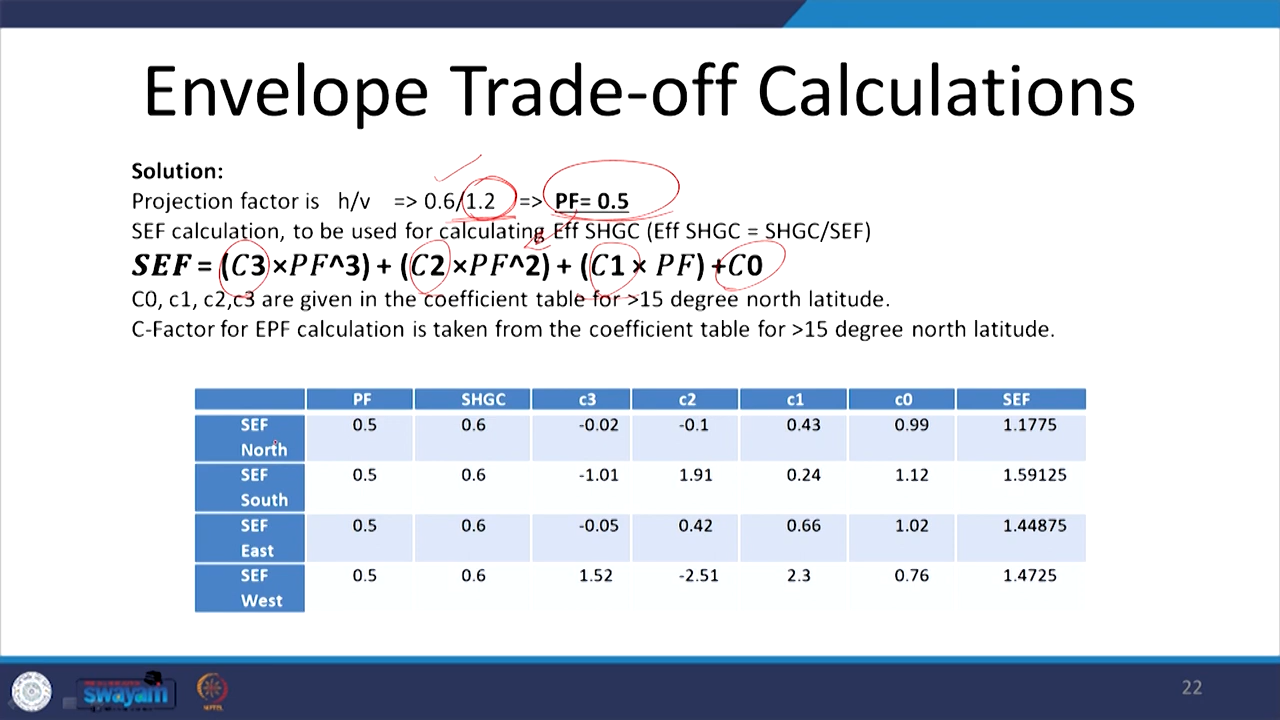 Envelope Trade-off Calculations
Solution:
Projection factor is h/v => 0.6/1.2 => PF= 0.5
SEF calculation, to be used for calculating Eff SHGC (Eff SHGC = SHGC/SEF)
SEF = (C3 ×PF^3) + (C2 ×PF^2) + (C1 × PF) +C0
C0, c1, c2,c3 are given in the coefficient table for >15 degree north latitude.
C-Factor for EPF calculation is taken from the coefficient table for >15 degree north latitude.
PF SHGC c3 c2 c1 c0 SEF
SEF North 0.5 0.6 -0.02 -0.1 0.43 0.99 1.1775
SEF South 0.5 0.6 -1.01 1.91 0.24 1.12 1.59125
SEF East 0.5 0.6 -0.05 0.42 0.66 1.02 1.44875
SEF West 0.5 0.6 1.52 -2.51 2.3 0.76 1.4725
swayam
22